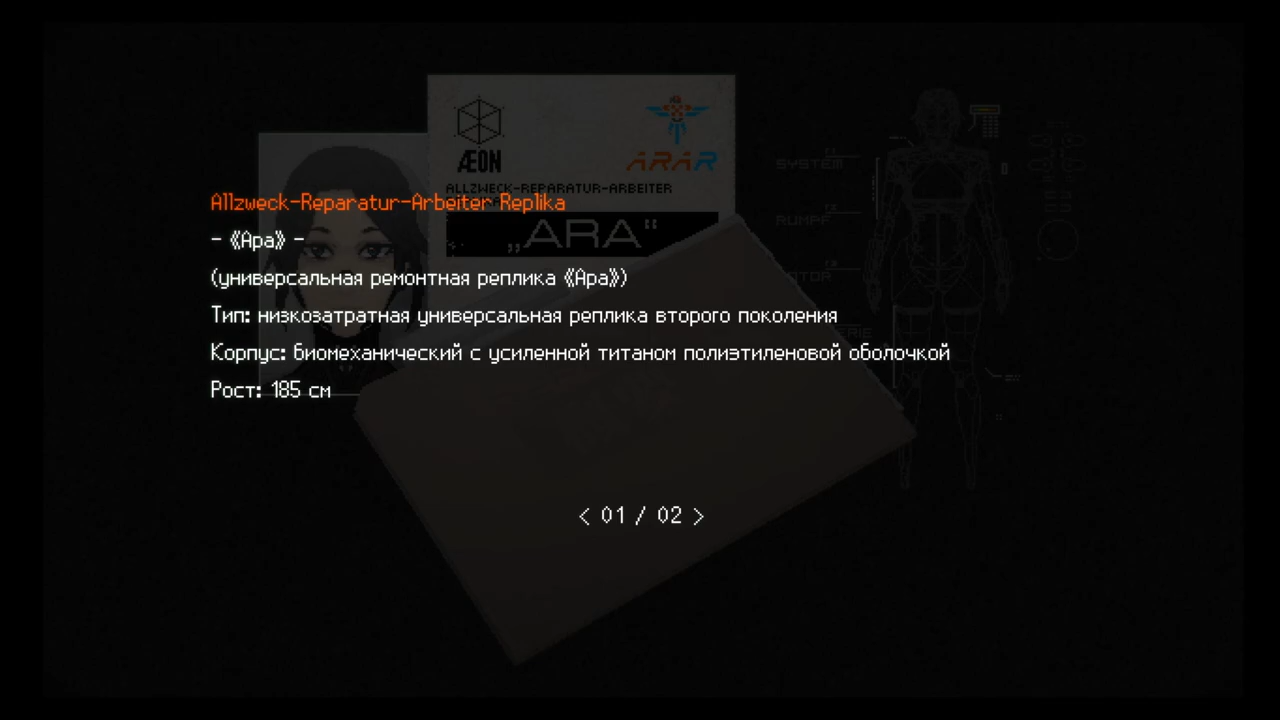 ÆON
ARAR
ALLZWECK-REPARATUR-ARBEITER
„ARA“
Allzweck-Reparatur-Arbeiter Replika
- 《Ара》 -
(универсальная ремонтная реплика 《Ара》)
Тип: низкозатратная универсальная реплика второго поколения
Корпус: биомеханический с усиленной титаном полиэтиленовой оболочкой
Рост: 185 см
SYSTEM
RUMPF
< 01 / 02 >